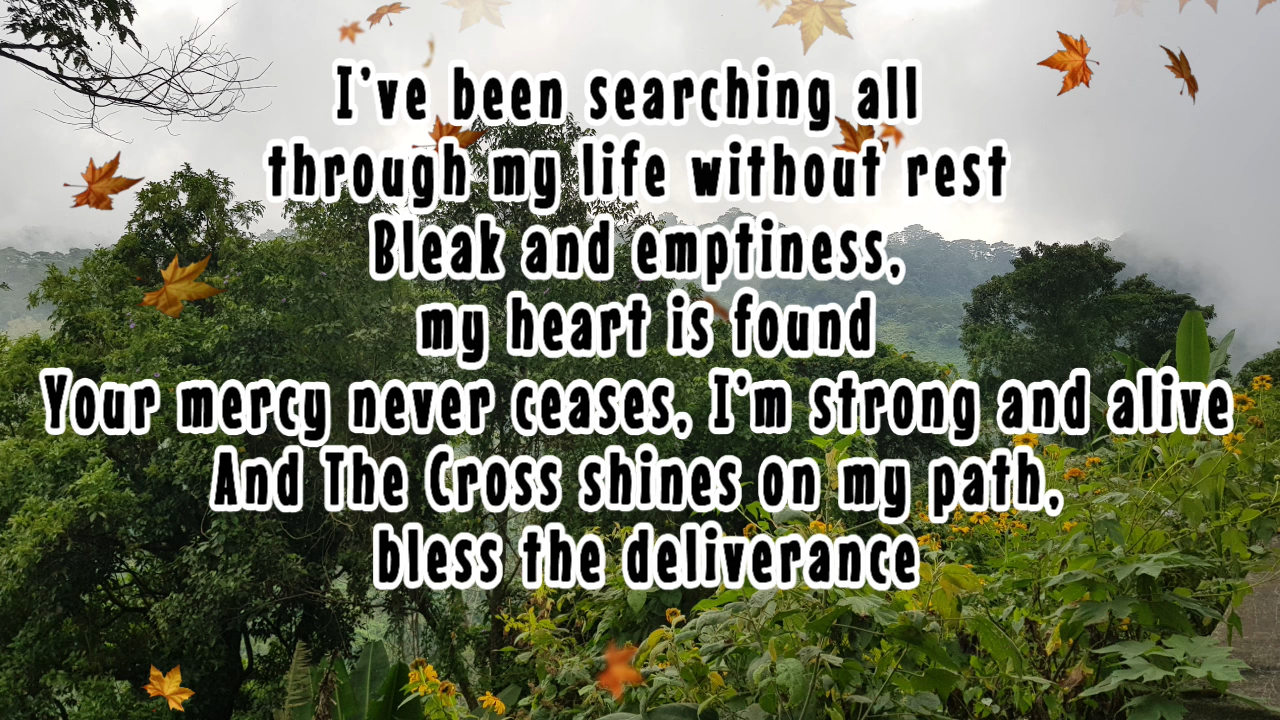 I've been searching all
through my life without rest
Bleak and emptiness,
my heart is found
Your mercy never ceases, I'm strong and alive
And The Cross shines on my path,
bless the deliverance